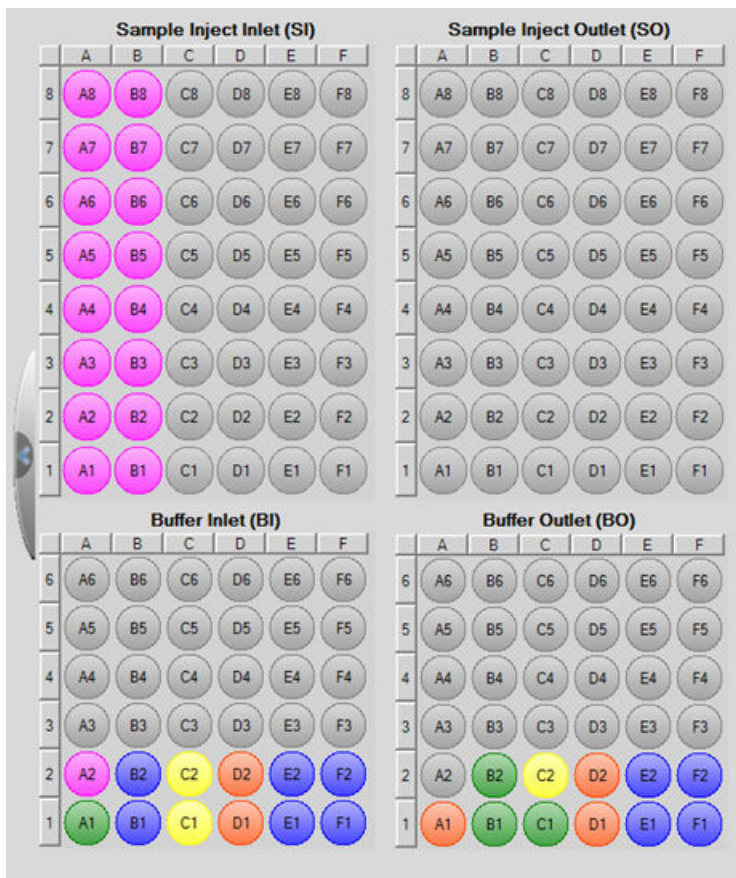 Sample Inject Inlet (SI) Sample Inject Outlet (SO)
A B C D E F A B C D E F
8 A8 B8 C8 D8 E8 F8 8 A8 B8 C8 D8 E8 F8
7 A7 B7 C7 D7 E7 F7 7 A7 B7 C7 D7 E7 F7
6 A6 B6 C6 D6 E6 F6 6 A6 B6 C6 D6 E6 F6
5 A5 B5 C5 D5 E5 F5 5 A5 B5 C5 D5 E5 F5
4 A4 B4 C4 D4 E4 F4 4 A4 B4 C4 D4 E4 F4
3 A3 B3 C3 D3 E3 F3 3 A3 B3 C3 D3 E3 F3
2 A2 B2 C2 D2 E2 F2 2 A2 B2 C2 D2 E2 F2
1 A1 B1 C1 D1 E1 F1 1 A1 B1 C1 D1 E1 F1
Buffer Inlet (BI) Buffer Outlet (BO)
A B C D E F A B C D E F
6 A6 B6 C6 D6 E6 F6 6 A6 B6 C6 D6 E6 F6
5 A5 B5 C5 D5 E5 F5 5 A5 B5 C5 D5 E5 F5
4 A4 B4 C4 D4 E4 F4 4 A4 B4 C4 D4 E4 F4
3 A3 B3 C3 D3 E3 F3 3 A3 B3 C3 D3 E3 F3
2 A2 B2 C2 D2 E2 F2 2 A2 B2 C2 D2 E2 F2
1 A1 B1 C1 D1 E1 F1 1 A1 B1 C1 D1 E1 F1